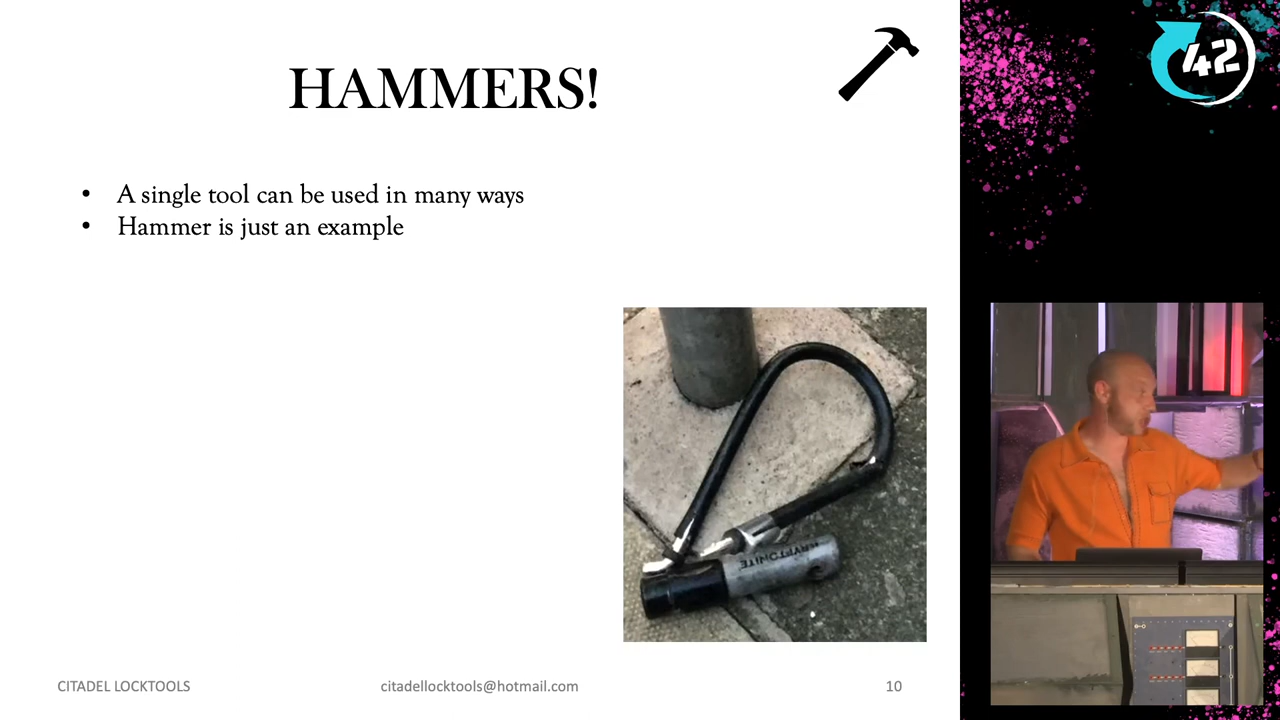 HAMMERS!
42
• A single tool can be used in many ways
• Hammer is just an example
KRYPTONITE
CITADEL LOCKTOOLS
citadellocktools@hotmail.com
10